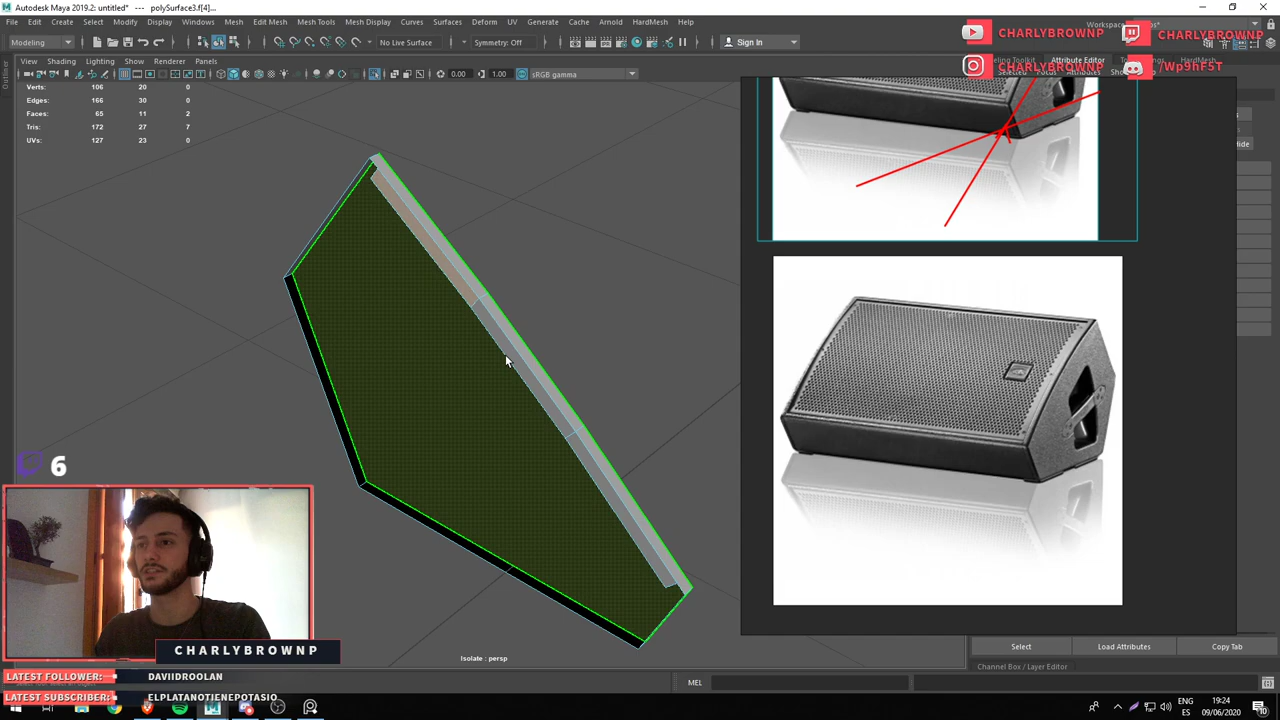 Autodesk Maya 2019.2: untitled*   ---   polySurface3.f[4]...
File Edit Create Select Modify Display Windows Mesh Edit Mesh Mesh Tools Mesh Display Curves Surfaces Deform UV Generate Cache Arnold HardMesh Help
Modeling No Live Surface Symmetry: Off Sign In
CHARLYBROWNP CHARLYBROWNP
View Shading Lighting Show Renderer Panels Attribute Editor
CHARLYBROWNP /Wp9hF5T
0.00 1.00 sRGB gamma
Outliner
Verts: 106 20 0
Edges: 166 30 0
Faces: 65 11 2
Tris: 172 27 7
UVs: 127 23 0
6
Isolate : persp
Select Load Attributes Copy Tab
Channel Box / Layer Editor
CHARLYBROWNP
LATEST FOLLOWER: DAVIIDROOLAN
MEL
LATEST SUBSCRIBER: ELPLATANOTIENEPOTASIO
ENG
ES
19:24
09/06/2020